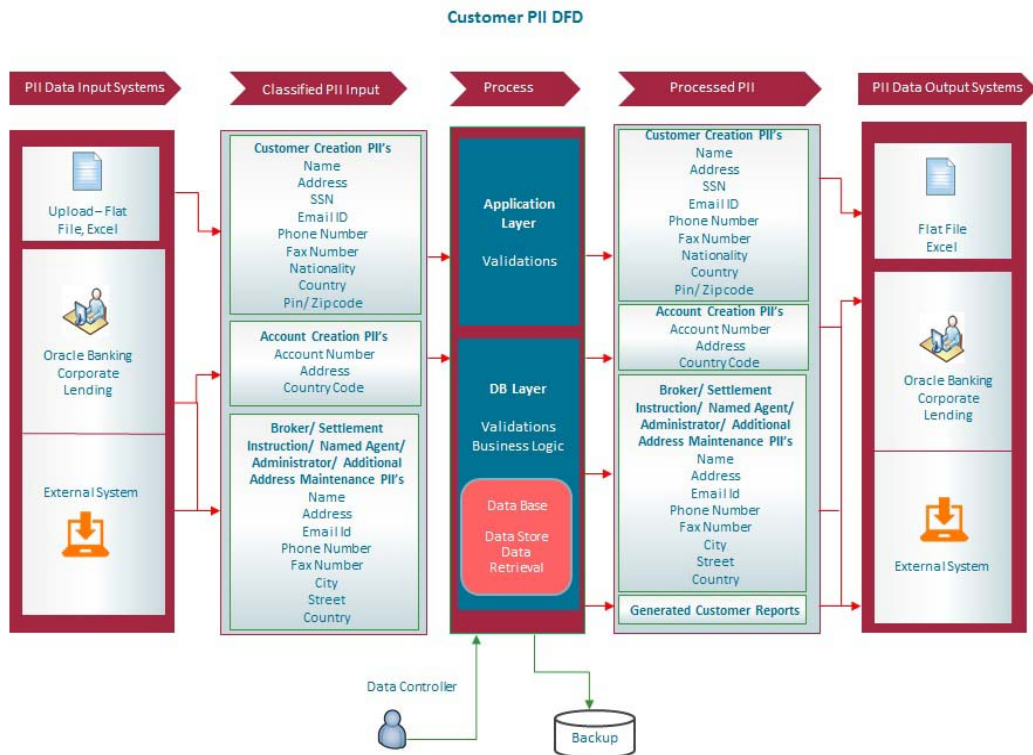 Customer PII DFD
PII Data Input Systems
Classified PII Input
Process
Processed PII
PII Data Output Systems
Upload – Flat
File, Excel
Oracle Banking
Corporate
Lending
External System
Customer Creation PII's
Name
Address
SSN
Email ID
Phone Number
Fax Number
Nationality
Country
Pin/ Zipcode
Account Creation PII's
Account Number
Address
Country Code
Broker/ Settlement
Instruction/ Named Agent/
Administrator/ Additional
Address Maintenance PII's
Name
Address
Email Id
Phone Number
Fax Number
City
Street
Country
Application
Layer
Validations
DB Layer
Validations
Business Logic
Data Base
Data Store
Data
Retrieval
Customer Creation PII's
Name
Address
SSN
Email ID
Phone Number
Fax Number
Nationality
Country
Pin/ Zipcode
Account Creation PII's
Account Number
Address
Country Code
Broker/ Settlement
Instruction/ Named Agent/
Administrator/ Additional
Address Maintenance PII's
Name
Address
Email Id
Phone Number
Fax Number
City
Street
Country
Generated Customer Reports
Flat File
Excel
Oracle Banking
Corporate
Lending
External System
Data Controller
Backup